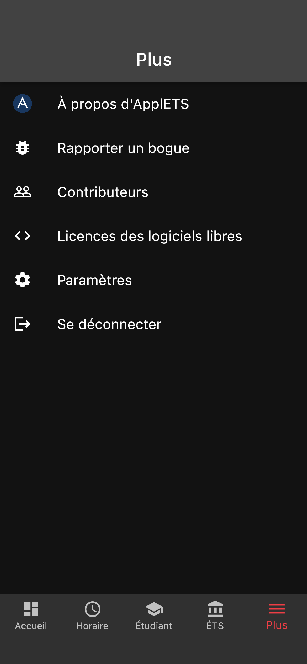 Plus
À propos d'ApplETS
Rapporter un bogue
Contributeurs
Licences des logiciels libres
Paramètres
Se déconnecter
Accueil
Horaire
Étudiant
ÉTS
Plus